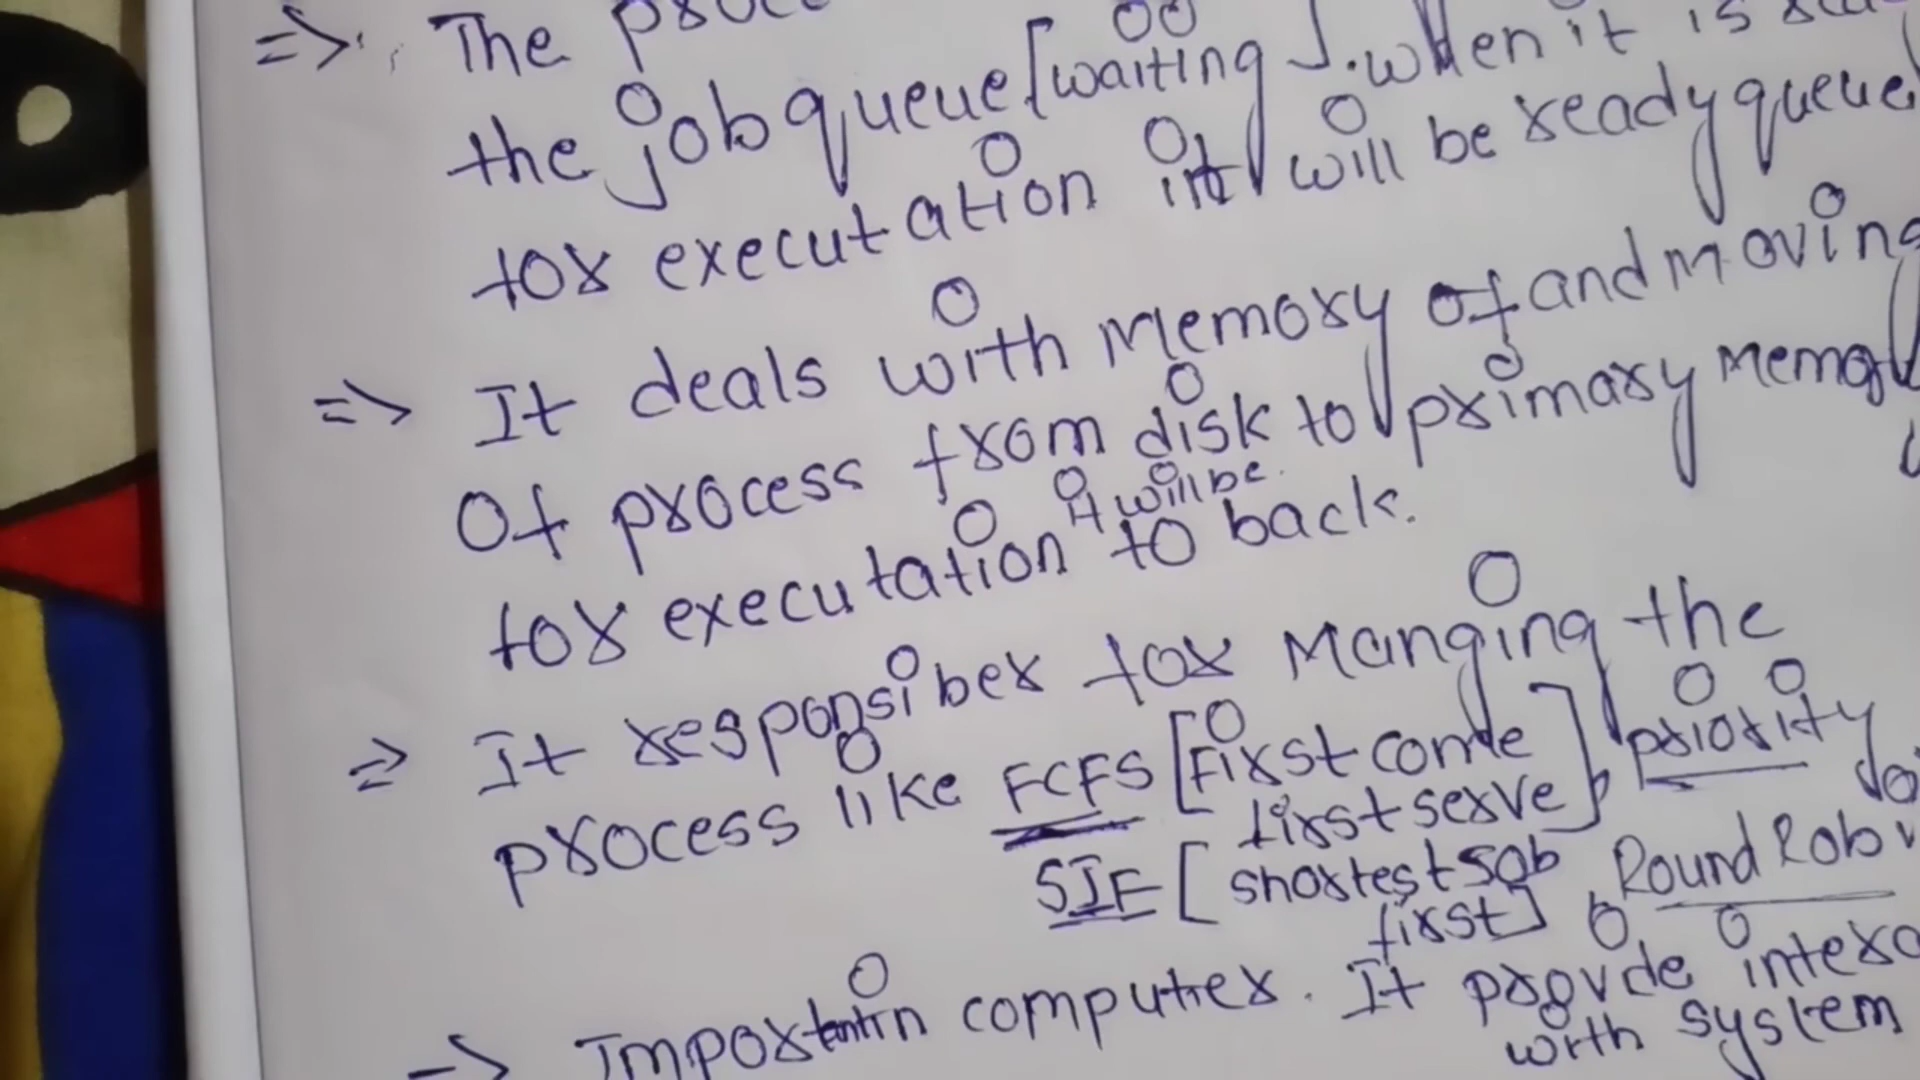 => The
the job queue [waiting]. when it is
for executation it will be ready queue
=> It deals with Memory of and moving
Of process from disk to primary Memo
for executation it will be to back.
=> It responsiber for Manging the
process like FCFS [First come first serve], priority
SJF [shortest Job first] Round Rob
-> Important in computer. It provde
with system